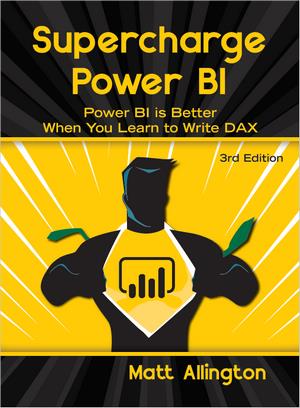 Supercharge
Power BI
Power BI is Better
When You Learn to Write DAX
3rd Edition
Matt Allington